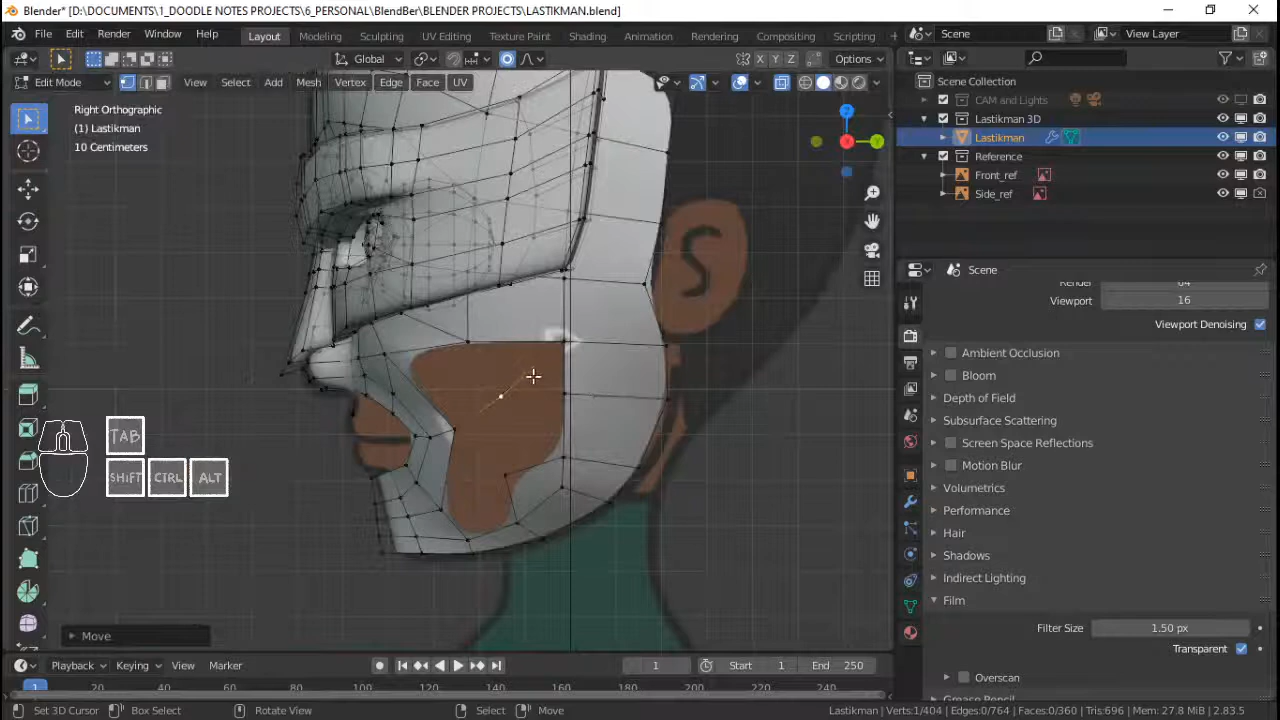 Blender* [D:\DOCUMENTS\1_DOODLE NOTES PROJECTS\6_PERSONAL\BlendBer\BLENDER PROJECTS\LASTIKMAN.blend]
File Edit Render Window Help Layout Modeling Sculpting UV Editing Texture Paint Shading Animation Rendering Compositing Scripting + Scene View Layer
Global X Y Z Options
Edit Mode View Select Add Mesh Vertex Edge Face UV
Scene Collection
CAM and Lights
Lastikman 3D
Lastikman
Reference
Front_ref
Side_ref
Right Orthographic
(1) Lastikman
10 Centimeters
Z
X
Y
Scene
Viewport 16
Viewport Denoising
Ambient Occlusion
Bloom
Depth of Field
Subsurface Scattering
Screen Space Reflections
Motion Blur
Volumetrics
Performance
Hair
Shadows
Indirect Lighting
Film
Filter Size 1.50 px
Transparent
Overscan
TAB
SHIFT CTRL ALT
Move
Playback Keying View Marker 1 Start 1 End 250
1 20 40 60 80 100 120 140 160 180 200 220 240
Set 3D Cursor Box Select Rotate View Select Move Lastikman | Verts:1/404 | Edges:0/764 | Faces:0/360 | Tris:696 | Mem: 27.8 MiB | 2.83.5